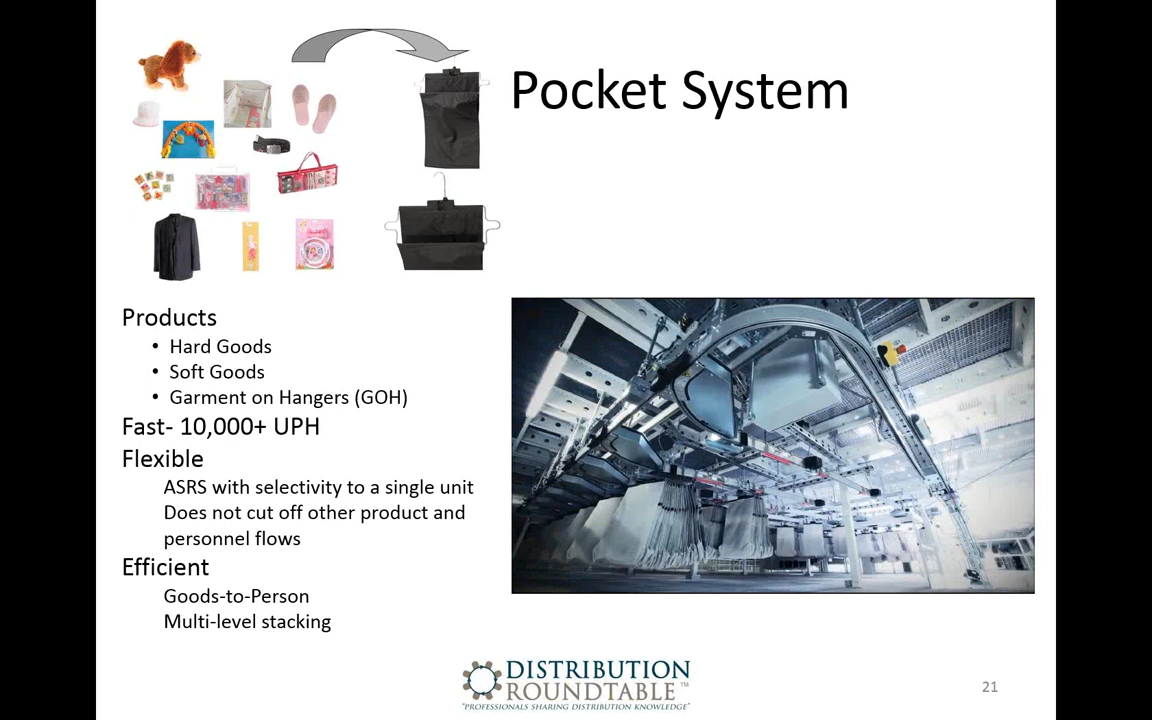 Pocket System
Products
• Hard Goods
• Soft Goods
• Garment on Hangers (GOH)
Fast- 10,000+ UPH
Flexible
ASRS with selectivity to a single unit
Does not cut off other product and
personnel flows
Efficient
Goods-to-Person
Multi-level stacking
DISTRIBUTION
ROUNDTABLE™
"PROFESSIONALS SHARING DISTRIBUTION KNOWLEDGE"
21